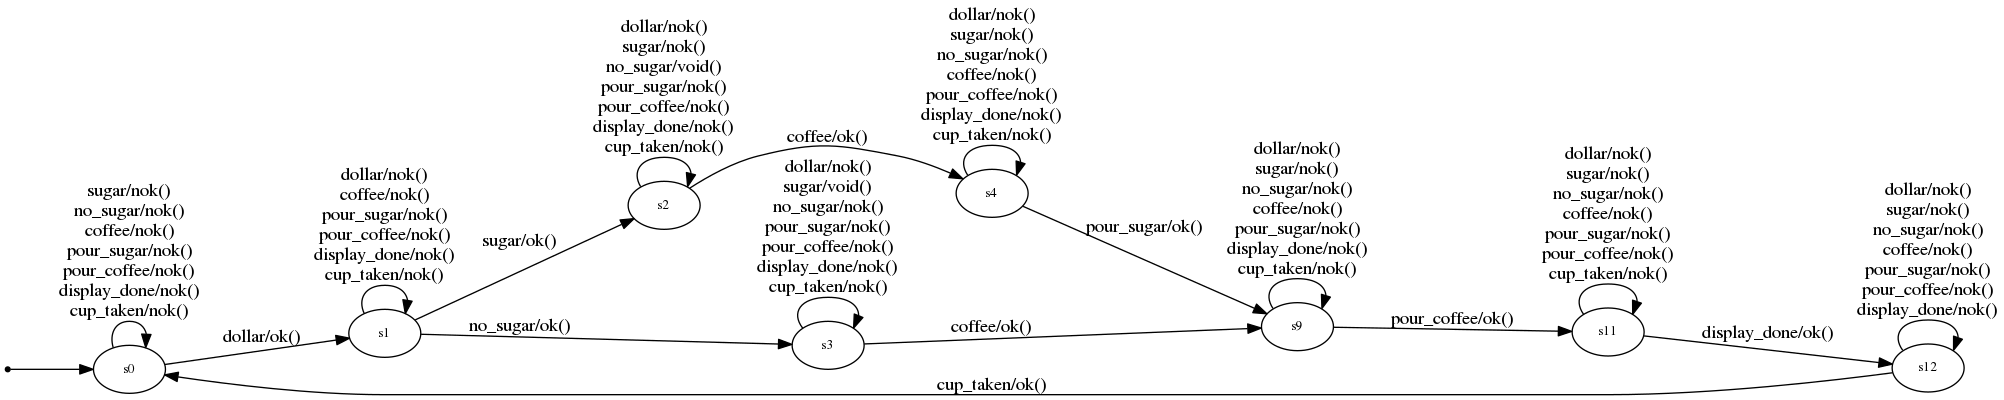 dollar/nok()
sugar/nok()
no_sugar/void()
pour_sugar/nok()
pour_coffee/nok()
display_done/nok()
cup_taken/nok()
dollar/nok()
sugar/nok()
no_sugar/nok()
coffee/nok()
pour_coffee/nok()
display_done/nok()
cup_taken/nok()
coffee/ok()
sugar/nok()
no_sugar/nok()
coffee/nok()
pour_sugar/nok()
pour_coffee/nok()
display_done/nok()
cup_taken/nok()
dollar/nok()
coffee/nok()
pour_sugar/nok()
pour_coffee/nok()
display_done/nok()
cup_taken/nok()
dollar/nok()
sugar/void()
no_sugar/nok()
pour_sugar/nok()
pour_coffee/nok()
display_done/nok()
cup_taken/nok()
dollar/nok()
sugar/nok()
no_sugar/nok()
coffee/nok()
pour_sugar/nok()
display_done/nok()
cup_taken/nok()
dollar/nok()
sugar/nok()
no_sugar/nok()
coffee/nok()
pour_sugar/nok()
pour_coffee/nok()
cup_taken/nok()
dollar/nok()
sugar/nok()
no_sugar/nok()
coffee/nok()
pour_sugar/nok()
pour_coffee/nok()
display_done/nok()
s2
s4
sugar/ok()
pour_sugar/ok()
dollar/ok()
s1
no_sugar/ok()
s3
coffee/ok()
s9
pour_coffee/ok()
s11
display_done/ok()
s0
s12
cup_taken/ok()